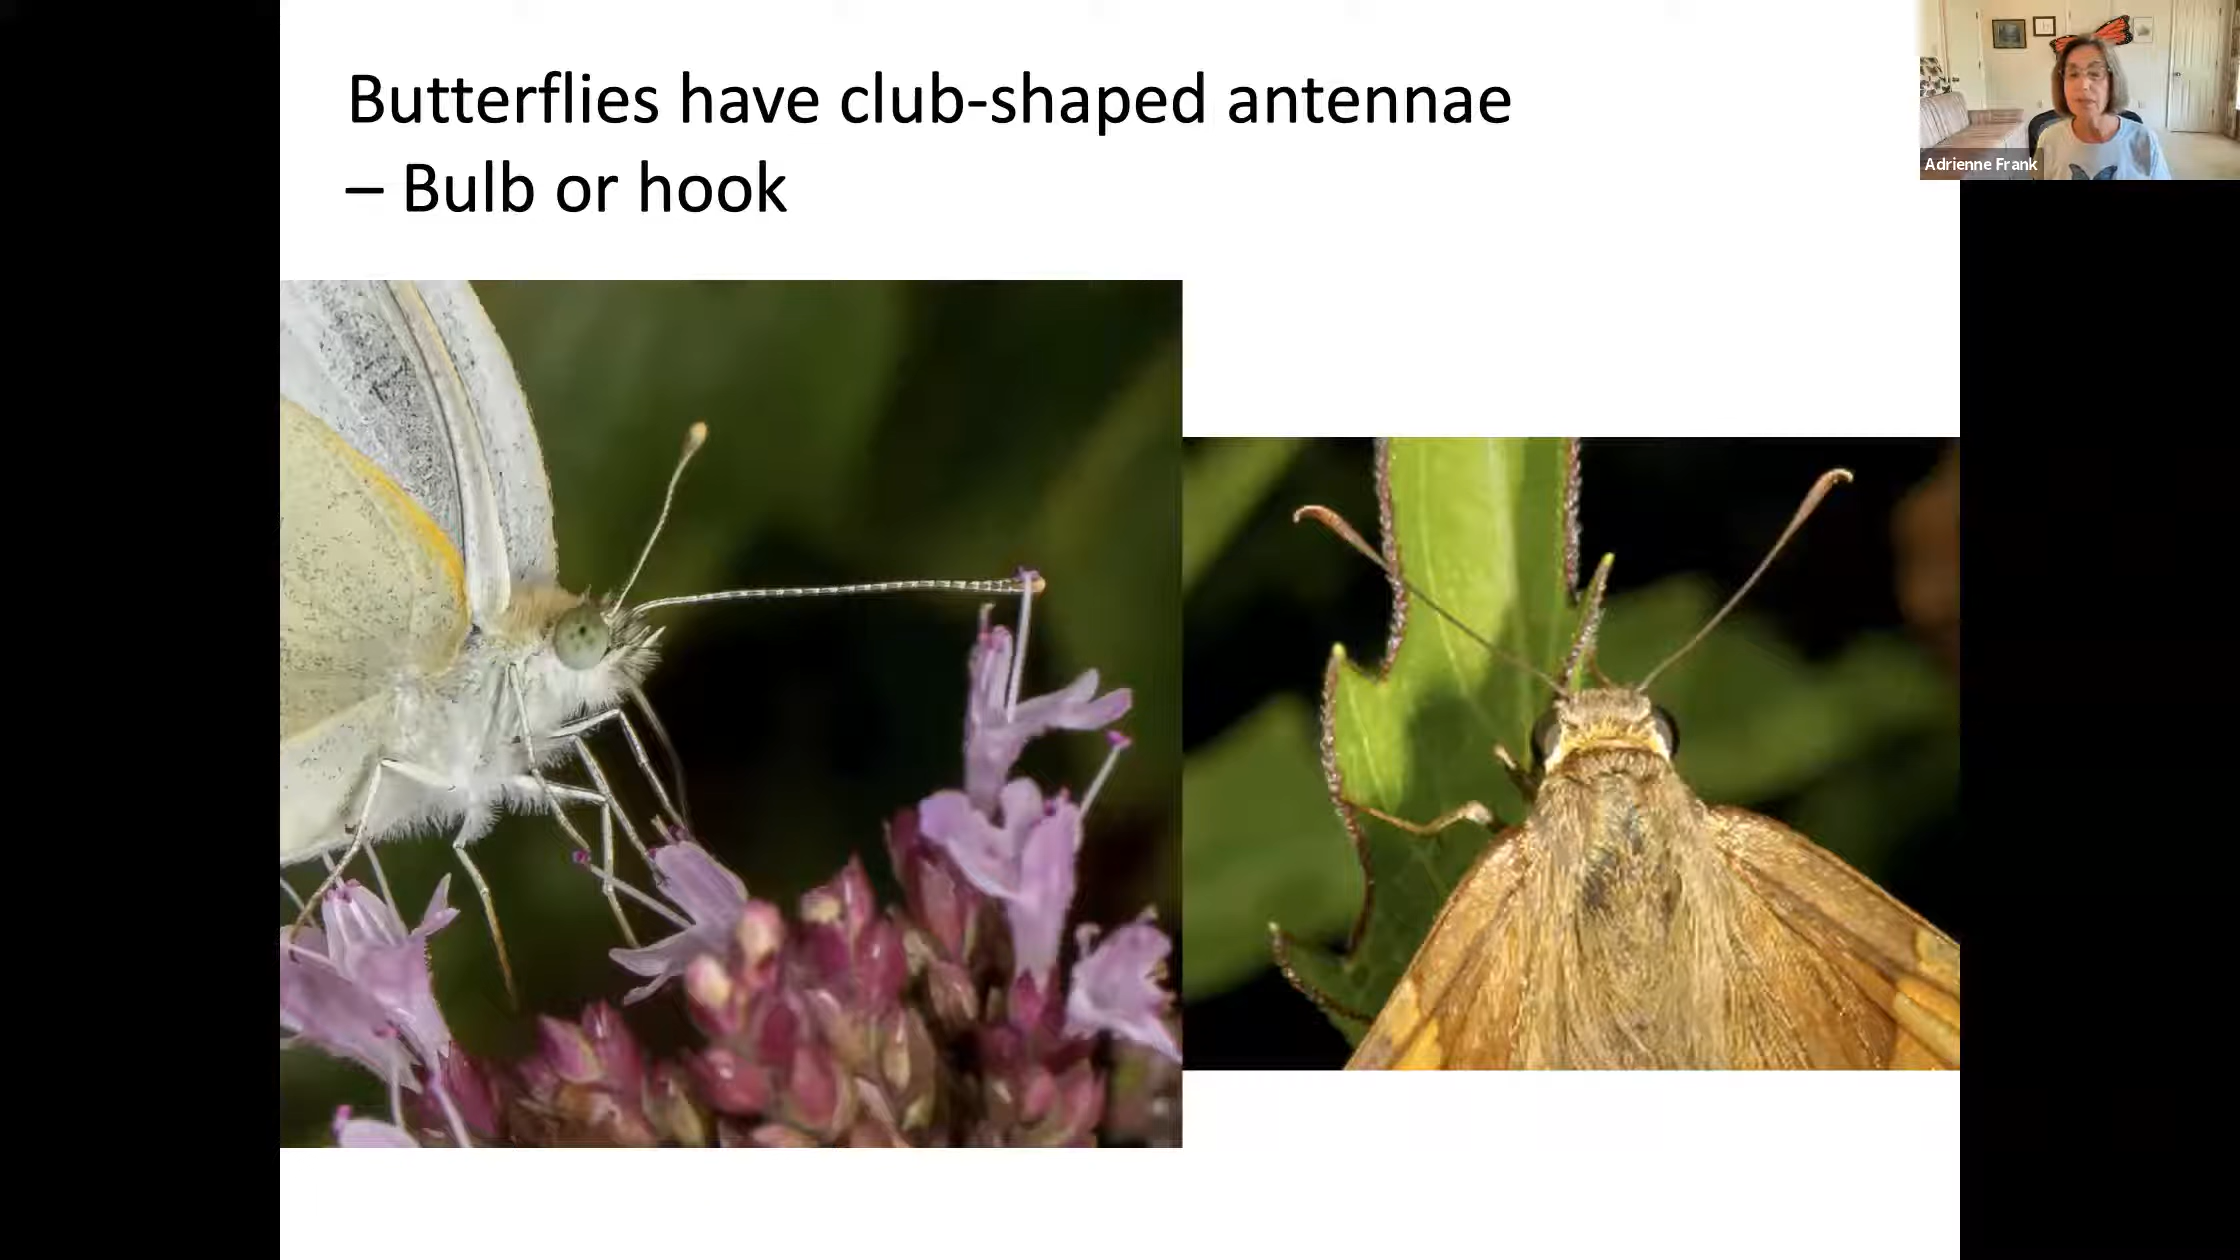 Butterflies have club-shaped antennae
– Bulb or hook
Adrienne Frank